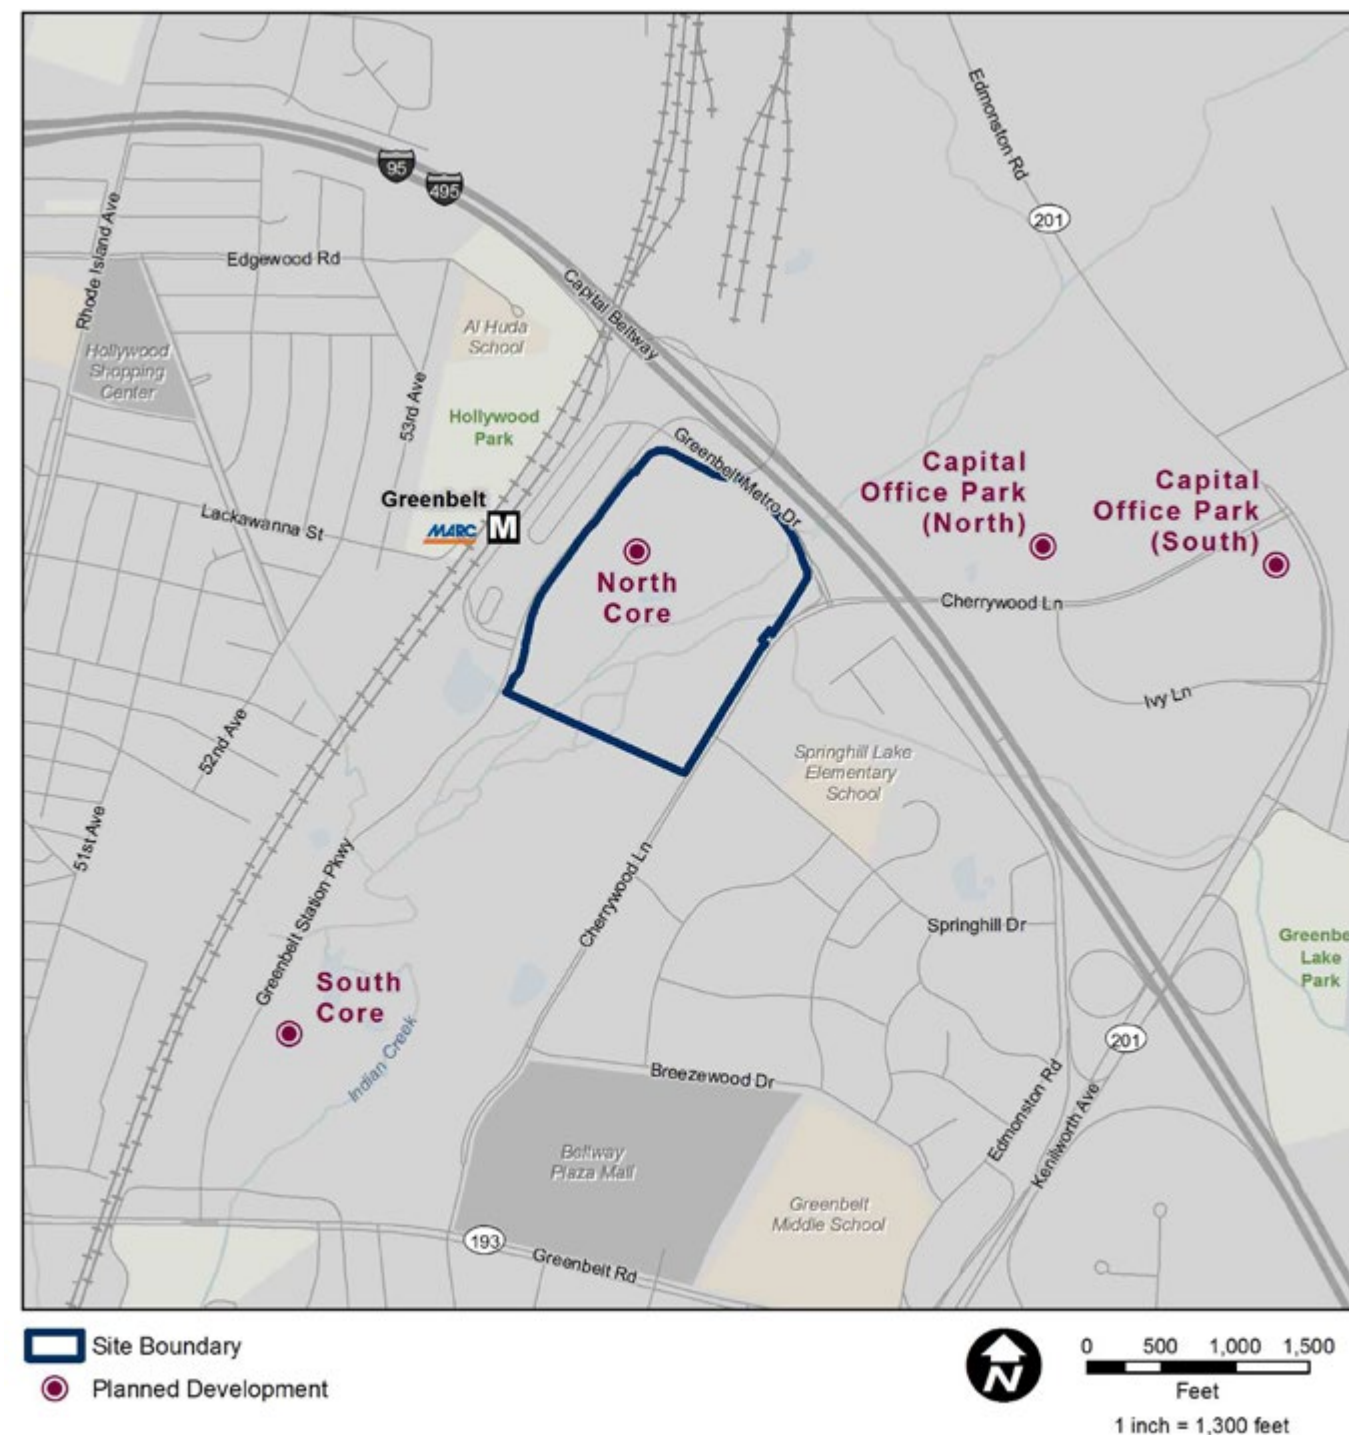 Edmonston Rd
201
95
495
Rhode Island Ave
Edgewood Rd
Capital Beltway
Al Huda
School
Hollywood
Shopping
Center
53rd Ave
Hollywood
Park
Greenbelt Metro Dr
Capital
Office Park
(North)
Capital
Office Park
(South)
Greenbelt
MARC
M
Lackawanna St
North
Core
Cherrywood Ln
Ivy Ln
52nd Ave
Springhill Lake
Elementary
School
51st Ave
Greenbelt Station Pkwy
Cherrywood Ln
Springhill Dr
Greenbe
Lake
Park
South
Core
Indian Creek
201
Breezewood Dr
Edmonston Rd
Kenilworth Ave
Beltway
Plaza Mall
Greenbelt
Middle School
193
Greenbelt Rd
Site Boundary
Planned Development
N
0 500 1,000 1,500
Feet
1 inch = 1,300 feet